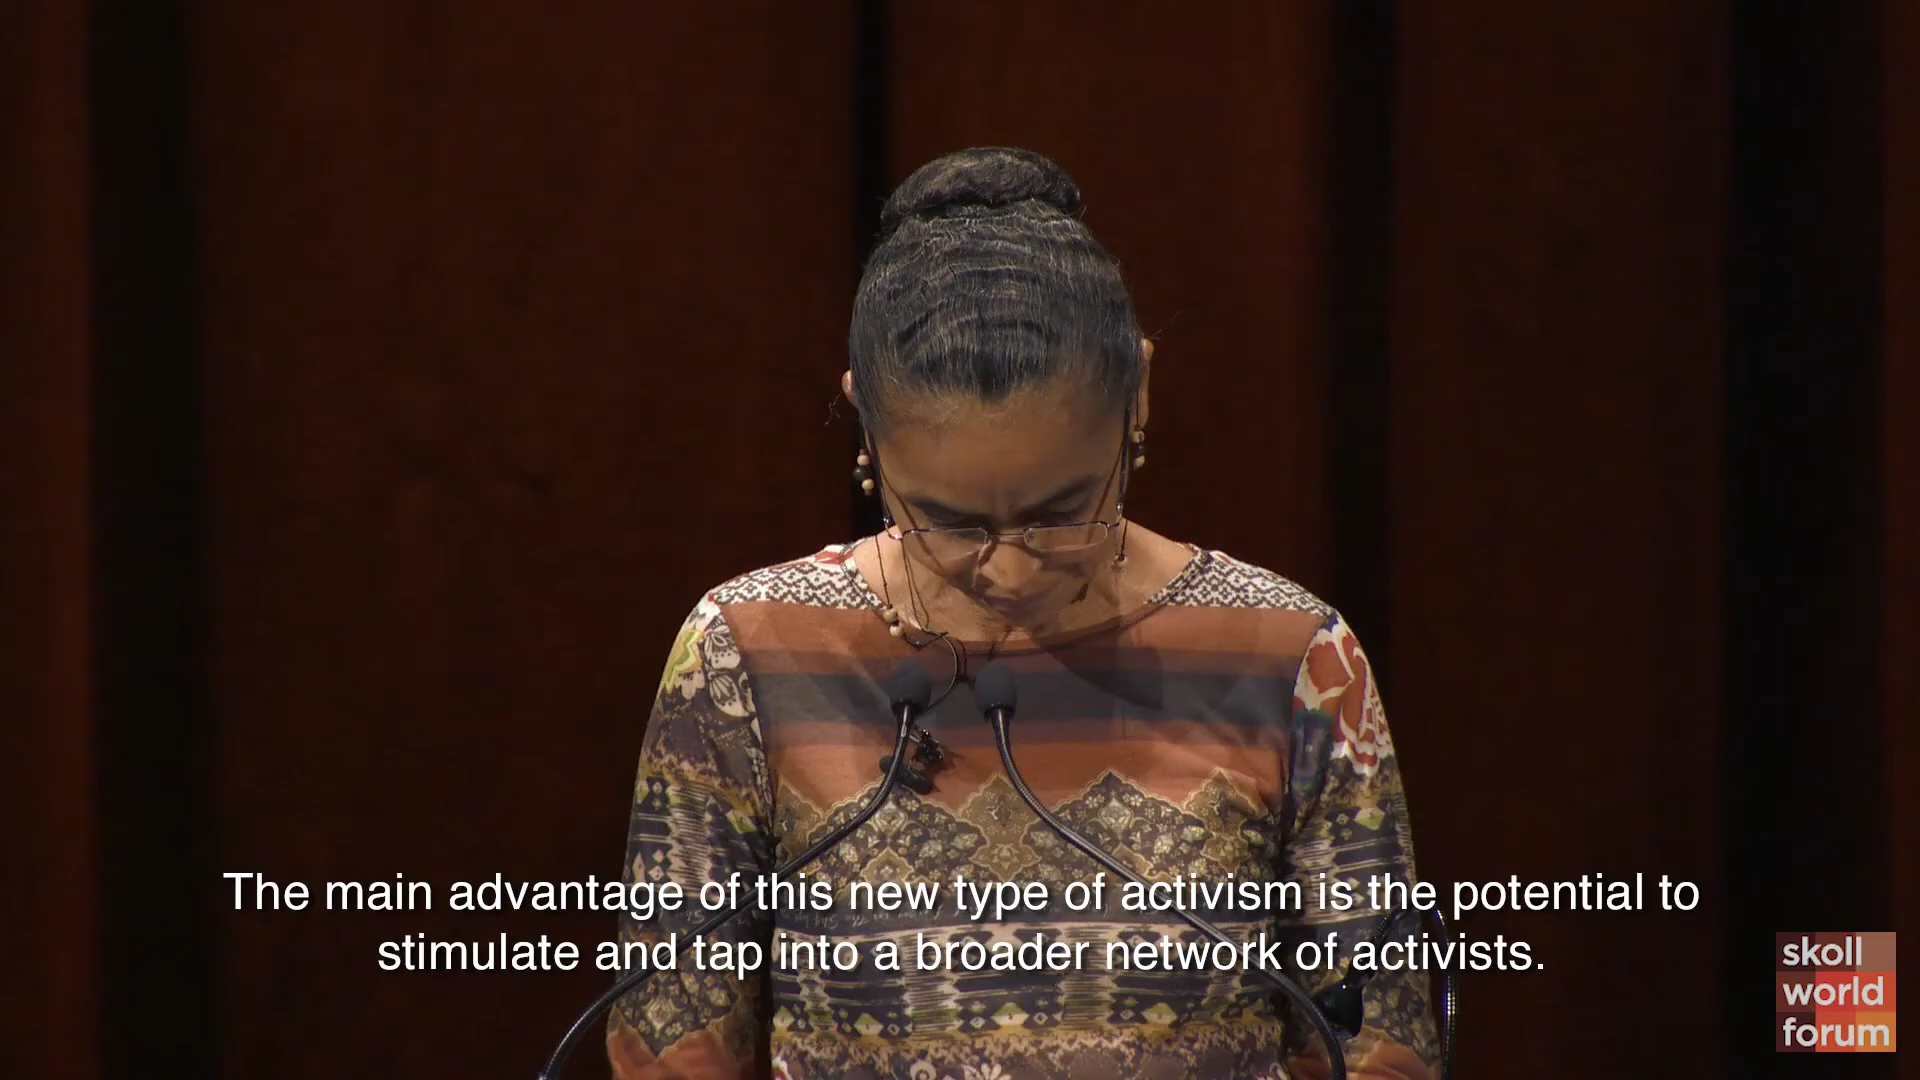 The main advantage of this new type of activism is the potential to
stimulate and tap into a broader network of activists.
skoll
world
forum